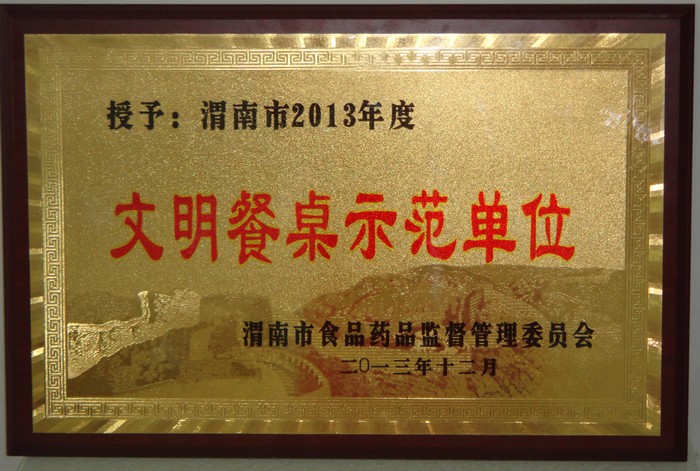 授予：渭南市2013年度
文明餐桌示范单位
渭南市食品药品监督管理委员会
二〇一三年十二月